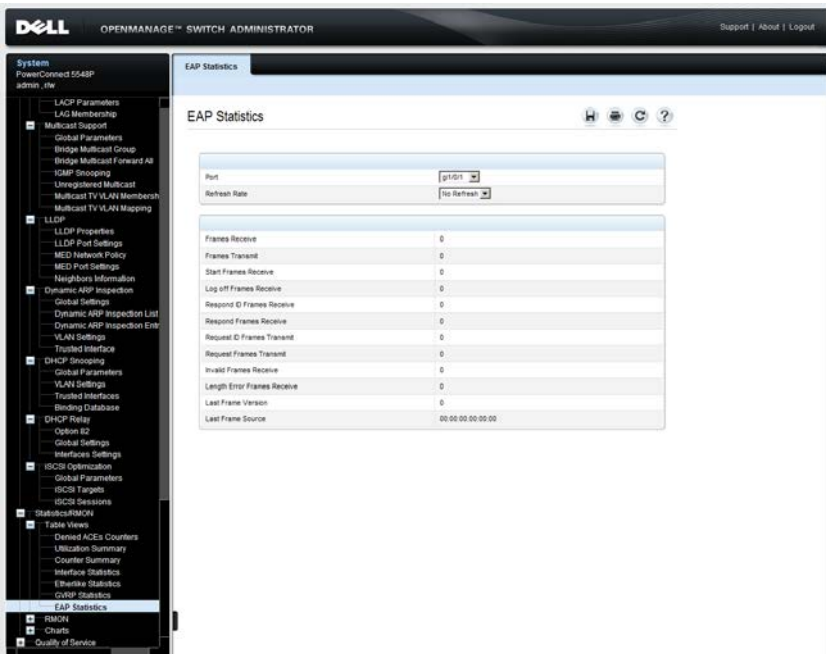 DELL
OPENMANAGE™ SWITCH ADMINISTRATOR
Support | About | Logout
System
PowerConnect 5548P
admin , r/w
LACP Parameters
LAG Membership
Multicast Support
Global Parameters
Bridge Multicast Group
Bridge Multicast Forward All
IGMP Snooping
Unregistered Multicast
Multicast TV VLAN Membersh
Multicast TV VLAN Mapping
LLDP
LLDP Properties
LLDP Port Settings
MED Network Policy
MED Port Settings
Neighbors Information
Dynamic ARP Inspection
Global Settings
Dynamic ARP Inspection List
Dynamic ARP Inspection Entr
VLAN Settings
Trusted Interface
DHCP Snooping
Global Parameters
VLAN Settings
Trusted Interfaces
Binding Database
DHCP Relay
Option 82
Global Settings
Interfaces Settings
iSCSI Optimization
Global Parameters
iSCSI Targets
iSCSI Sessions
Statistics/RMON
Table Views
Denied ACEs Counters
Utilization Summary
Counter Summary
Interface Statistics
Etherlike Statistics
GVRP Statistics
EAP Statistics
RMON
Charts
Quality of Service
EAP Statistics
EAP Statistics
Port gi1/0/1
Refresh Rate No Refresh
Frames Receive 0
Frames Transmit 0
Start Frames Receive 0
Log off Frames Receive 0
Respond ID Frames Receive 0
Respond Frames Receive 0
Request ID Frames Transmit 0
Request Frames Transmit 0
Invalid Frames Receive 0
Length Error Frames Receive 0
Last Frame Version 0
Last Frame Source 00:00:00:00:00:00